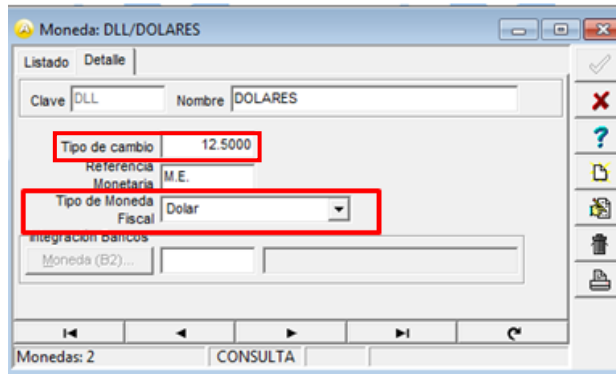 Moneda: DLL/DOLARES
Listado Detalle
Clave DLL Nombre DOLARES
Tipo de cambio 12.5000
Referencia
Monetaria M.E.
Tipo de Moneda
Fiscal Dolar
Integracion Bancos
Moneda (B2)...
Monedas: 2 CONSULTA